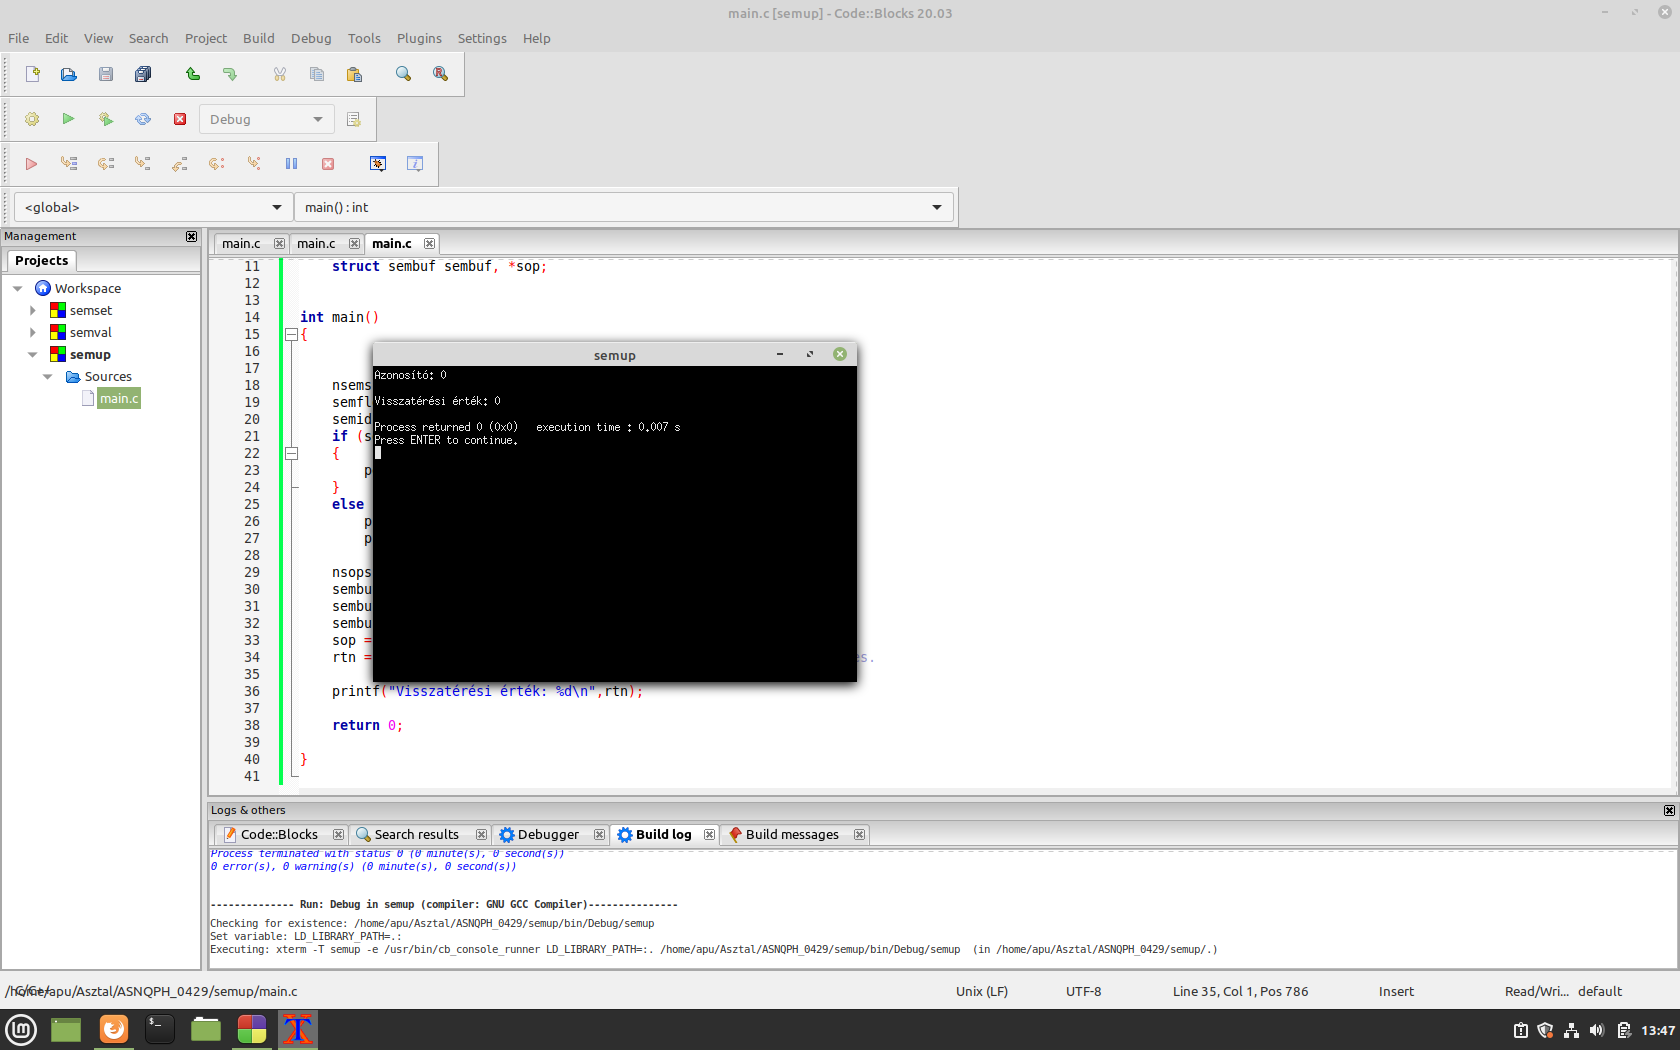 main.c [semup] - Code::Blocks 20.03
File Edit View Search Project Build Debug Tools Plugins Settings Help
Debug
<global> main() : int
Management
Projects
Workspace
semset
semval
semup
Sources
main.c
main.c main.c main.c
11 struct sembuf sembuf, *sop;
12
13
14 int main()
15 {
16
17
18 nsems
19 semfl
20 semid
21 if (s
22 {
23 p
24 }
25 else
26 p
27 p
28
29 nsops
30 sembu
31 sembu
32 sembu
33 sop =
34 rtn = s.
35
36 printf("Visszatérési érték: %d\n",rtn);
37
38 return 0;
39
40 }
41
semup
Azonosító: 0
Visszatérési érték: 0
Process returned 0 (0x0) execution time : 0.007 s
Press ENTER to continue.
Logs & others
Code::Blocks Search results Debugger Build log Build messages
Process terminated with status 0 (0 minute(s), 0 second(s))
0 error(s), 0 warning(s) (0 minute(s), 0 second(s))
-------------- Run: Debug in semup (compiler: GNU GCC Compiler)---------------
Checking for existence: /home/apu/Asztal/ASNQPH_0429/semup/bin/Debug/semup
Set variable: LD_LIBRARY_PATH=.:
Executing: xterm -T semup -e /usr/bin/cb_console_runner LD_LIBRARY_PATH=:. /home/apu/Asztal/ASNQPH_0429/semup/bin/Debug/semup (in /home/apu/Asztal/ASNQPH_0429/semup/.)
/home/apu/Asztal/ASNQPH_0429/semup/main.c C/C++ Unix (LF) UTF-8 Line 35, Col 1, Pos 786 Insert Read/Wri... default
13:47